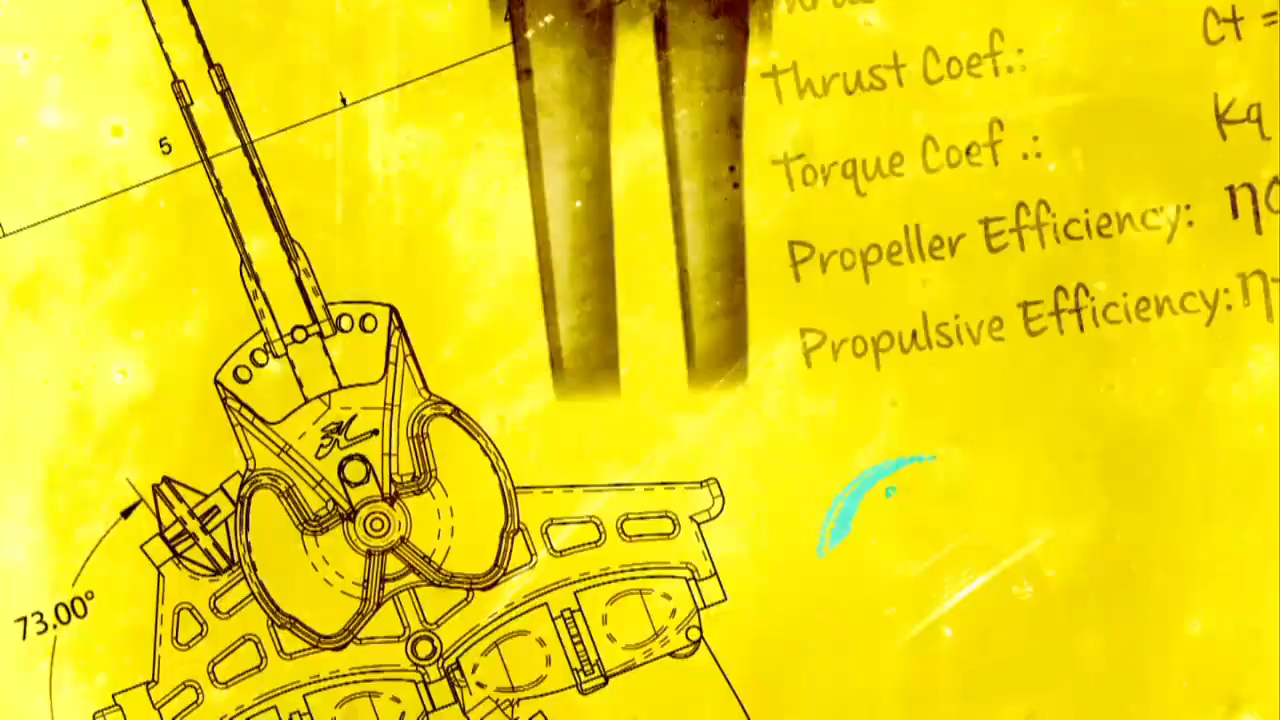 Thrust Coef.: Ct =
Torque Coef .: Kq
5
Propeller Efficiency:
Propulsive Efficiency:
73.00°